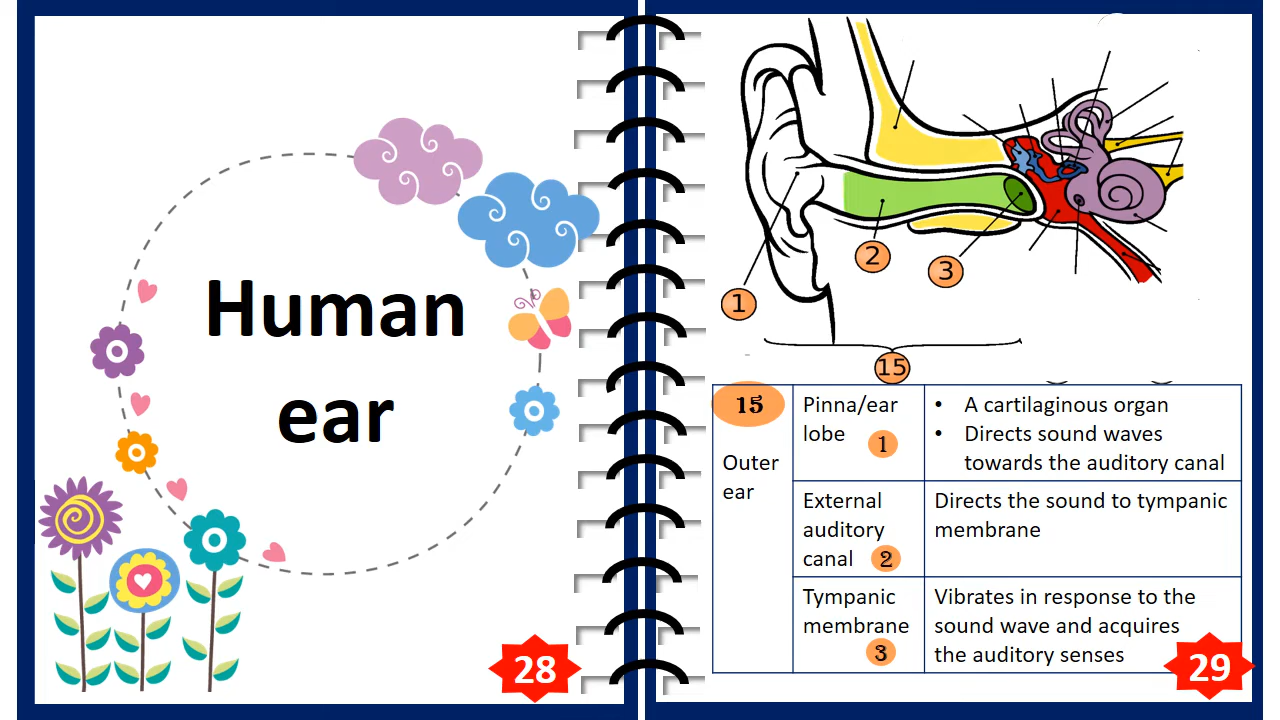 Human
ear
28
1
2
3
15
15
Outer
ear
Pinna/ear
lobe
1
• A cartilaginous organ
• Directs sound waves
towards the auditory canal
External
auditory
canal 2
Directs the sound to tympanic
membrane
Tympanic
membrane
3
Vibrates in response to the
sound wave and acquires
the auditory senses
29